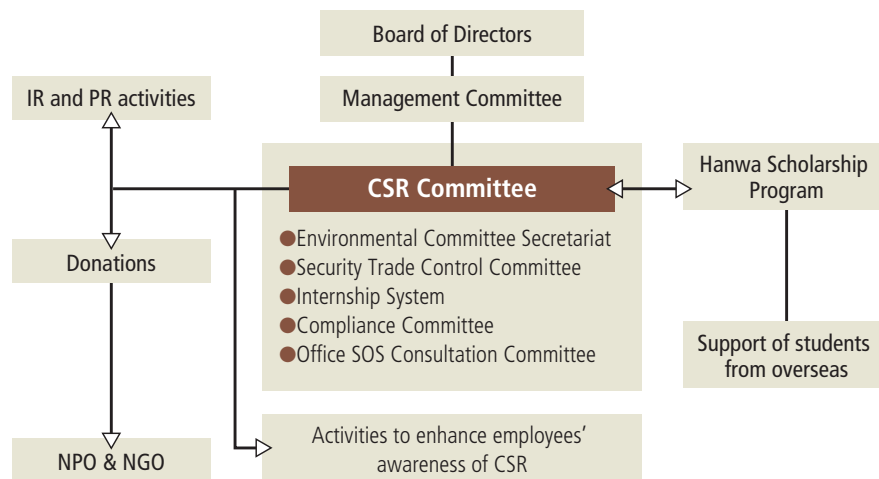 Board of Directors
IR and PR activities
Management Committee
CSR Committee
Hanwa Scholarship
Program
●Environmental Committee Secretariat
●Security Trade Control Committee
●Internship System
●Compliance Committee
●Office SOS Consultation Committee
Donations
Support of students
from overseas
NPO & NGO
Activities to enhance employees’
awareness of CSR